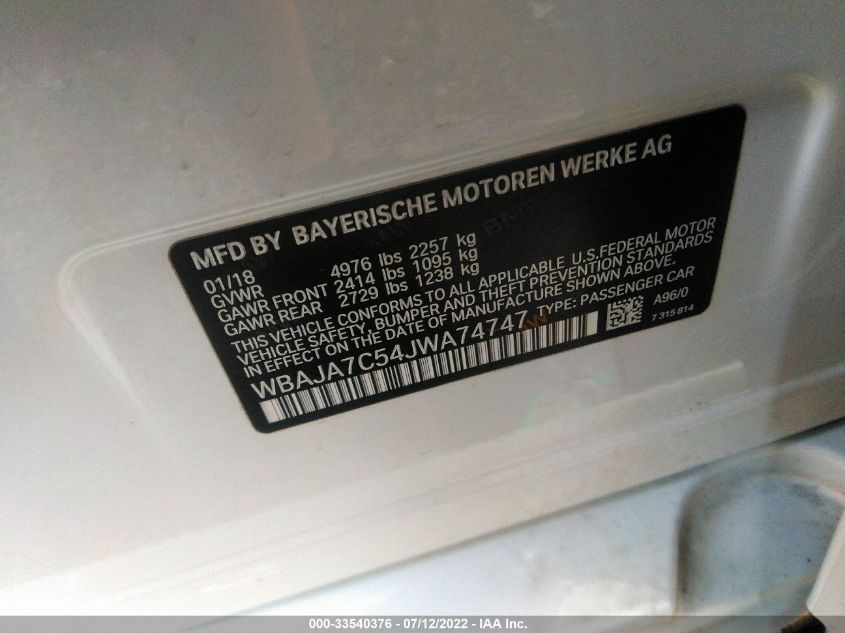 MFD BY BAYERISCHE MOTOREN WERKE AG
01/18
GVWR 4976 lbs 2257 kg
GAWR FRONT 2414 lbs 1095 kg
GAWR REAR 2729 lbs 1238 kg
THIS VEHICLE CONFORMS TO ALL APPLICABLE U.S.FEDERAL MOTOR
VEHICLE SAFETY, BUMPER AND THEFT PREVENTION STANDARDS
IN EFFECT ON THE DATE OF MANUFACTURE SHOWN ABOVE.
WBAJA7C54JWA74747 TYPE: PASSENGER CAR
A96/0
7 315 814
000-33540376 - 07/12/2022 - IAA Inc.